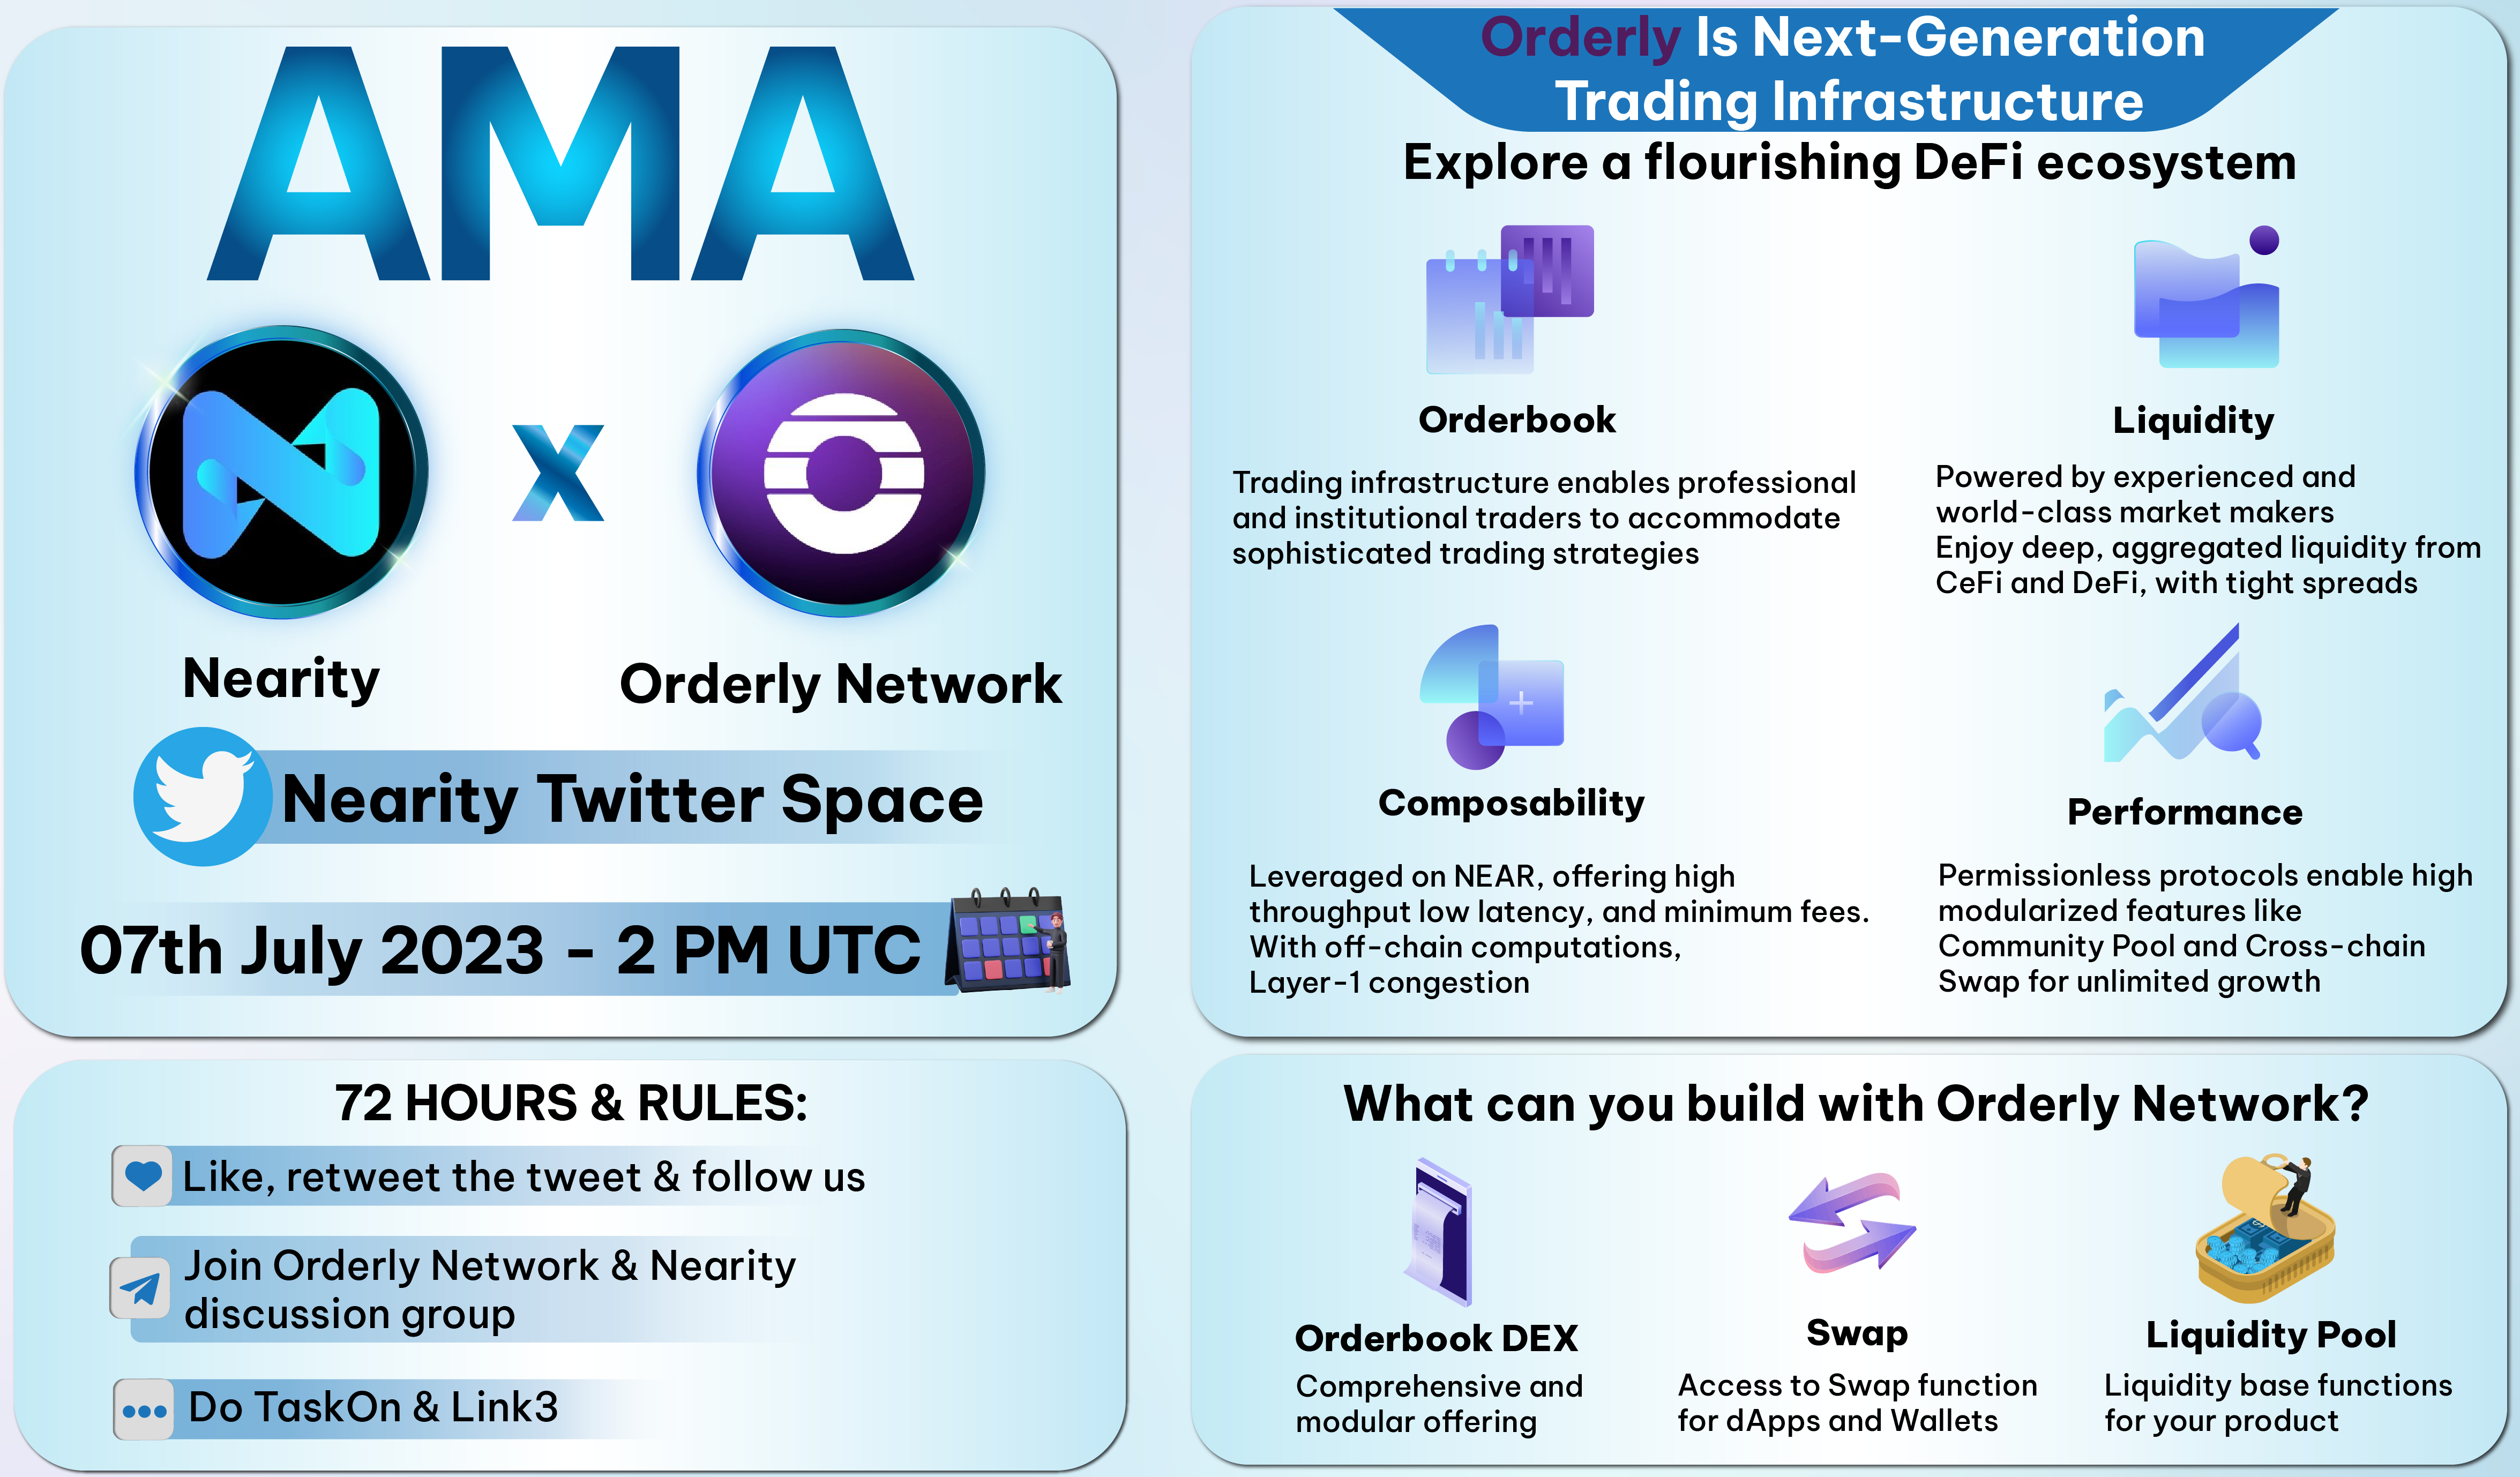 AMA
X
Nearity
Orderly Network
Nearity Twitter Space
07th July 2023 - 2 PM UTC
72 HOURS & RULES:
Like, retweet the tweet & follow us
Join Orderly Network & Nearity
discussion group
Do TaskOn & Link3
Orderly Is Next-Generation
Trading Infrastructure
Explore a flourishing DeFi ecosystem
Orderbook
Trading infrastructure enables professional
and institutional traders to accommodate
sophisticated trading strategies
Liquidity
Powered by experienced and
world-class market makers
Enjoy deep, aggregated liquidity from
CeFi and DeFi, with tight spreads
Composability
Leveraged on NEAR, offering high
throughput low latency, and minimum fees.
With off-chain computations,
Layer-1 congestion
Performance
Permissionless protocols enable high
modularized features like
Community Pool and Cross-chain
Swap for unlimited growth
What can you build with Orderly Network?
Orderbook DEX
Comprehensive and
modular offering
Swap
Access to Swap function
for dApps and Wallets
Liquidity Pool
Liquidity base functions
for your product